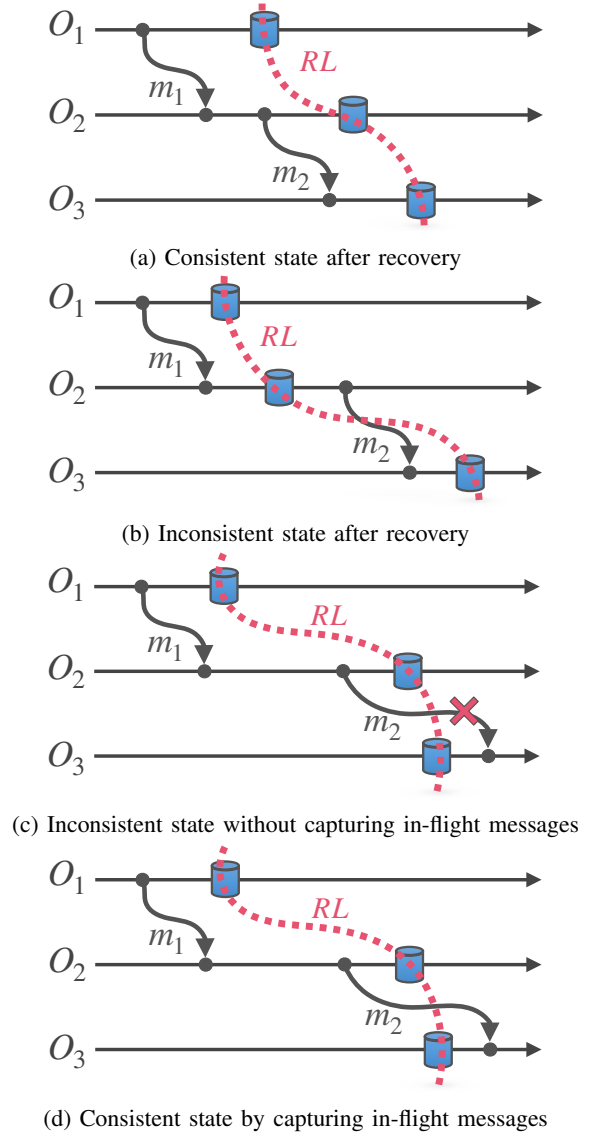 O1
RL
m1
O2
m2
O3
(a) Consistent state after recovery
O1
RL
m1
O2
m2
O3
(b) Inconsistent state after recovery
O1
RL
m1
O2
m2
O3
(c) Inconsistent state without capturing in-flight messages
O1
RL
m1
O2
m2
O3
(d) Consistent state by capturing in-flight messages